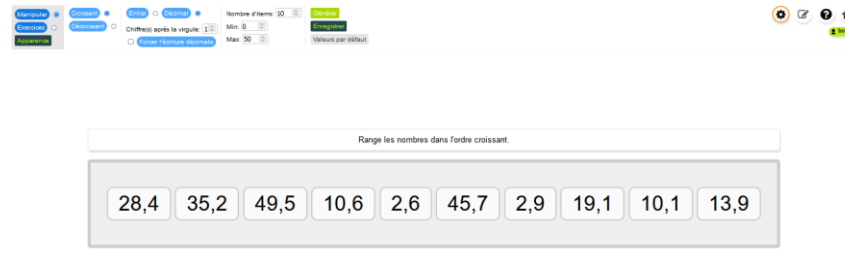 Manipuler Croissant Entier Décimal Nombre d'items: 10 Générer
Exercices Décroissant Chiffre(s) après la virgule: 1 Min: 0 Enregistrer
Apparence Forcer l'écriture décimale Max: 50 Valeurs par défaut
Range les nombres dans l'ordre croissant.
28,4 35,2 49,5 10,6 2,6 45,7 2,9 19,1 10,1 13,9